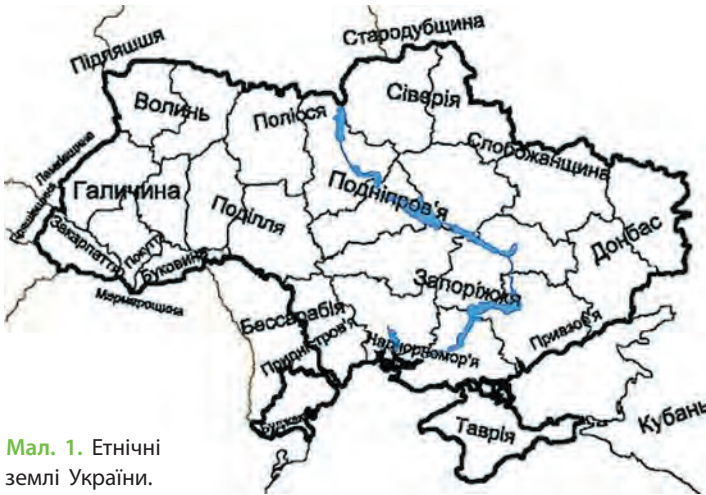 Стародубщина
Підляшшя
Волинь
Полісся
Сіверія
Слобожанщина
Лемківщина
Галичина
Поділля
Подніпров'я
Донбас
Закарпаття
Покуття
Буковина
Мармарощина
Бессарабія
Запоріжжя
Придністров'я
Надчорномор'я
Приазов'я
Таврія
Кубань
Мал. 1. Етнічні
землі України.